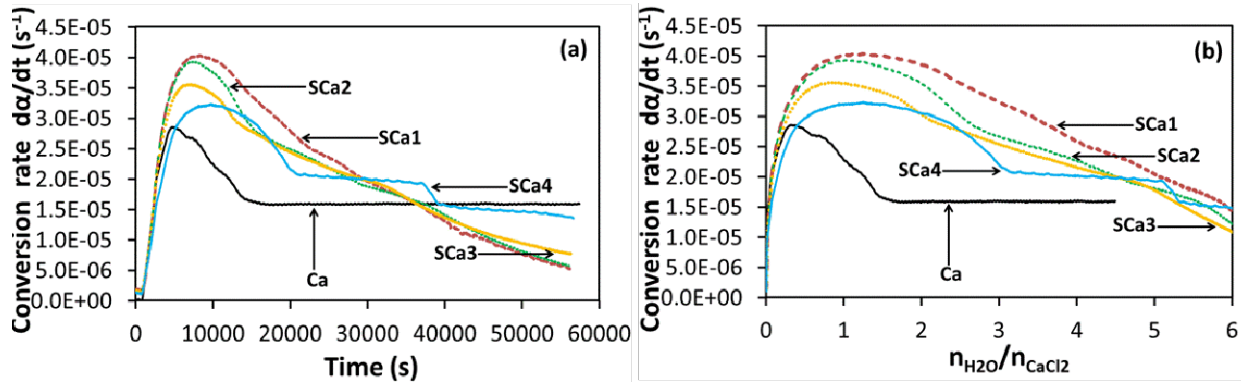 Conversion rate dα/dt (s⁻¹)
4.5E-05
4.0E-05
3.5E-05
3.0E-05
2.5E-05
2.0E-05
1.5E-05
1.0E-05
5.0E-06
0.0E+00
(a)
SCa2
SCa1
SCa4
SCa3
Ca
0 10000 20000 30000 40000 50000 60000
Time (s)
Conversion rate dα/dt (s⁻¹)
4.5E-05
4.0E-05
3.5E-05
3.0E-05
2.5E-05
2.0E-05
1.5E-05
1.0E-05
5.0E-06
0.0E+00
(b)
SCa1
SCa2
SCa4
SCa3
Ca
0 1 2 3 4 5 6
n_H2O/n_CaCl2